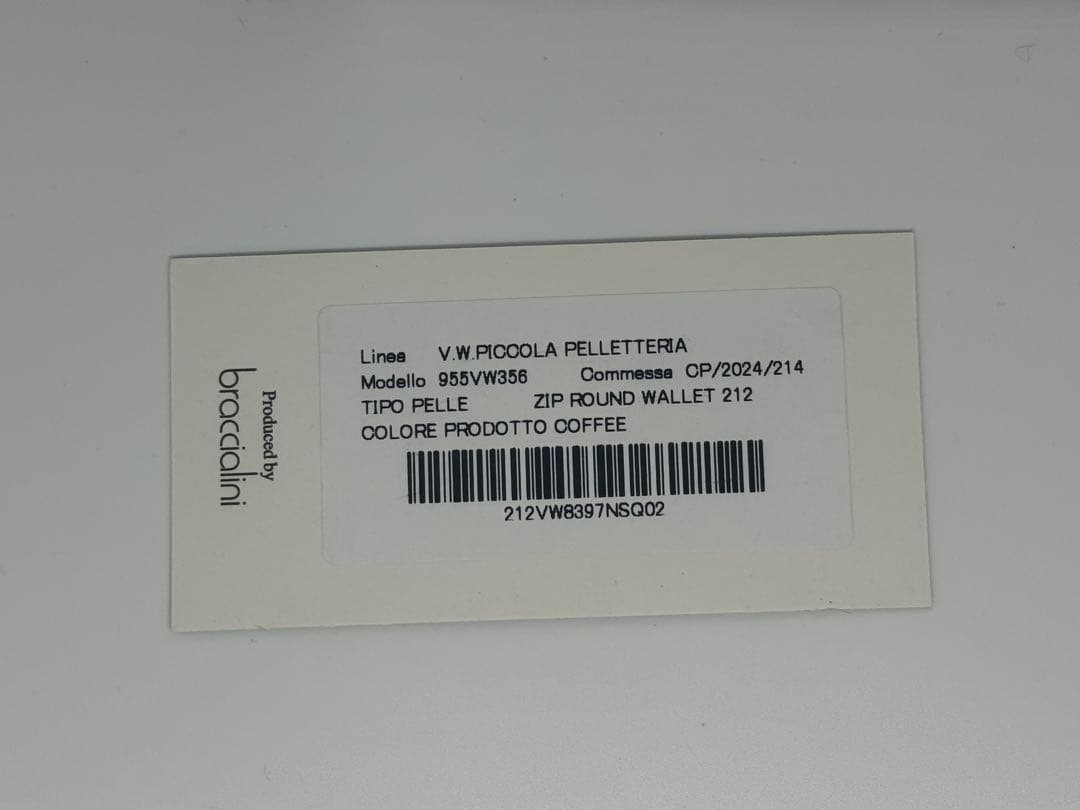 Linea V.W.PICCOLA PELLETTERIA
Modello 955VW356 Commessa CP/2024/214
TIPO PELLE ZIP ROUND WALLET 212
COLORE PRODOTTO COFFEE
212VW8397NSQ02
Produced by
braccialini